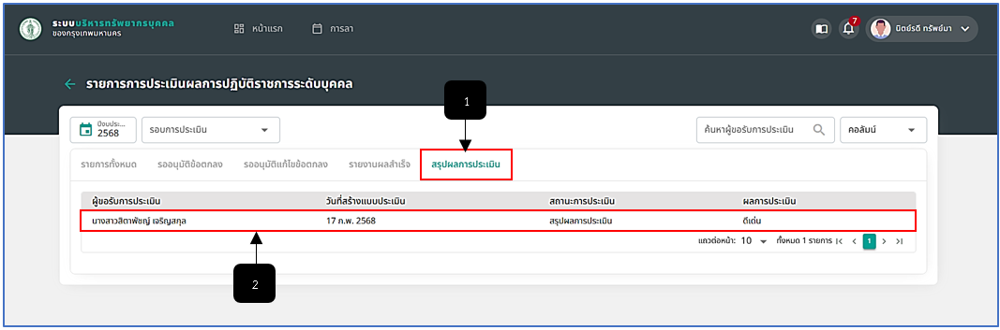 ระบบบริหารทรัพยากรบุคคล
ของกรุงเทพมหานคร
หน้าแรก
การลา
7
นิตย์รดี ทรัพย์มา
รายการการประเมินผลการปฏิบัติราชการระดับบุคคล
1
ปีงบประ...
2568
รอบการประเมิน
ค้นหาผู้ขอรับการประเมิน
คอลัมน์
รายการทั้งหมด รออนุมัติข้อตกลง รออนุมัติแก้ไขข้อตกลง รายงานผลสำเร็จ สรุปผลการประเมิน
ผู้ขอรับการประเมิน วันที่สร้างแบบประเมิน สถานะการประเมิน ผลการประเมิน
นางสาวสิตาพัชญ์ เจริญสกุล 17 ก.พ. 2568 สรุปผลการประเมิน ดีเด่น
แถวต่อหน้า: 10 ทั้งหมด 1 รายการ 1
2